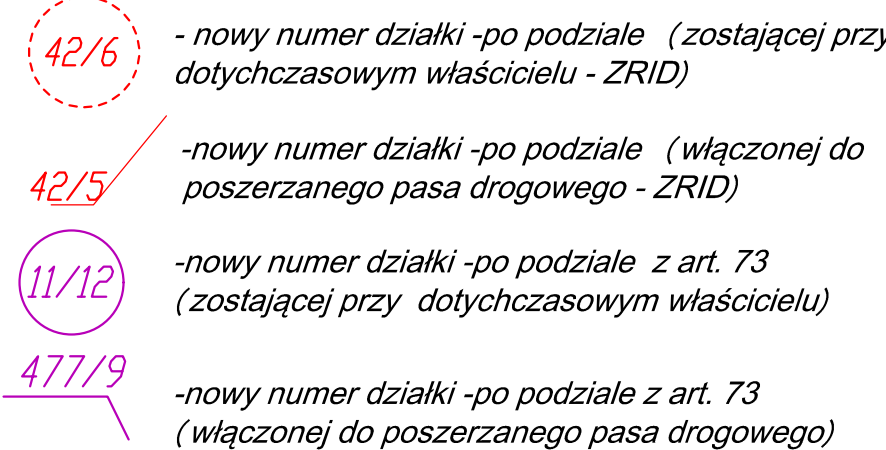 42/6
- nowy numer działki -po podziale (zostającej przy
dotychczasowym właścicielu - ZRID)
42/5
-nowy numer działki -po podziale (włączonej do
poszerzanego pasa drogowego - ZRID)
11/12
-nowy numer działki -po podziale z art. 73
(zostającej przy dotychczasowym właścicielu)
477/9
-nowy numer działki -po podziale z art. 73
(włączonej do poszerzanego pasa drogowego)